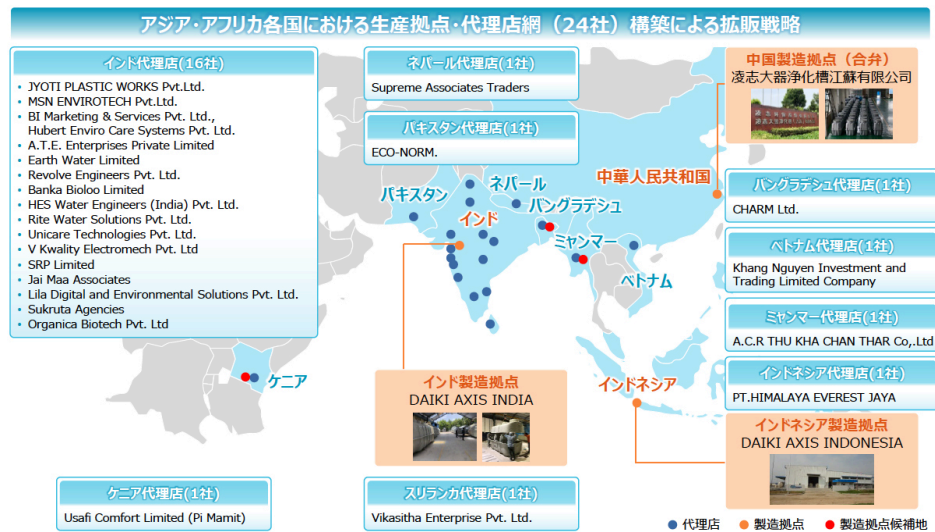 アジア・アフリカ各国における生産拠点・代理店網（24社）構築による拡販戦略
インド代理店(16社)
・ JYOTI PLASTIC WORKS Pvt.Ltd.
・ MSN ENVIROTECH Pvt.Ltd.
・ BI Marketing & Services Pvt. Ltd.,
Hubert Enviro Care Systems Pvt. Ltd.
・ A.T.E. Enterprises Private Limited
・ Earth Water Limited
・ Revolve Engineers Pvt. Ltd.
・ Banka Bioloo Limited
・ HES Water Engineers (India) Pvt. Ltd.
・ Rite Water Solutions Pvt. Ltd.
・ Unicare Technologies Pvt. Ltd.
・ V Kwality Electromech Pvt. Ltd
・ SRP Limited
・ Jai Maa Associates
・ Lila Digital and Environmental Solutions Pvt. Ltd.
・ Sukruta Agencies
・ Organica Biotech Pvt. Ltd
ネパール代理店(1社)
Supreme Associates Traders
パキスタン代理店(1社)
ECO-NORM.
中国製造拠点（合弁）
凌志大器浄化槽江蘇有限公司
中華人民共和国
ネパール
パキスタン
バングラデシュ
インド
ミャンマー
ベトナム
バングラデシュ代理店(1社)
CHARM Ltd.
ベトナム代理店(1社)
Khang Nguyen Investment and
Trading Limited Company
ミャンマー代理店(1社)
A.C.R THU KHA CHAN THAR Co,.Ltd
インドネシア代理店(1社)
PT.HIMALAYA EVEREST JAYA
ケニア
インドネシア
インド製造拠点
DAIKI AXIS INDIA
インドネシア製造拠点
DAIKI AXIS INDONESIA
ケニア代理店(1社)
Usafi Comfort Limited (Pi Mamit)
スリランカ代理店(1社)
Vikasitha Enterprise Pvt. Ltd.
代理店 製造拠点 製造拠点候補地